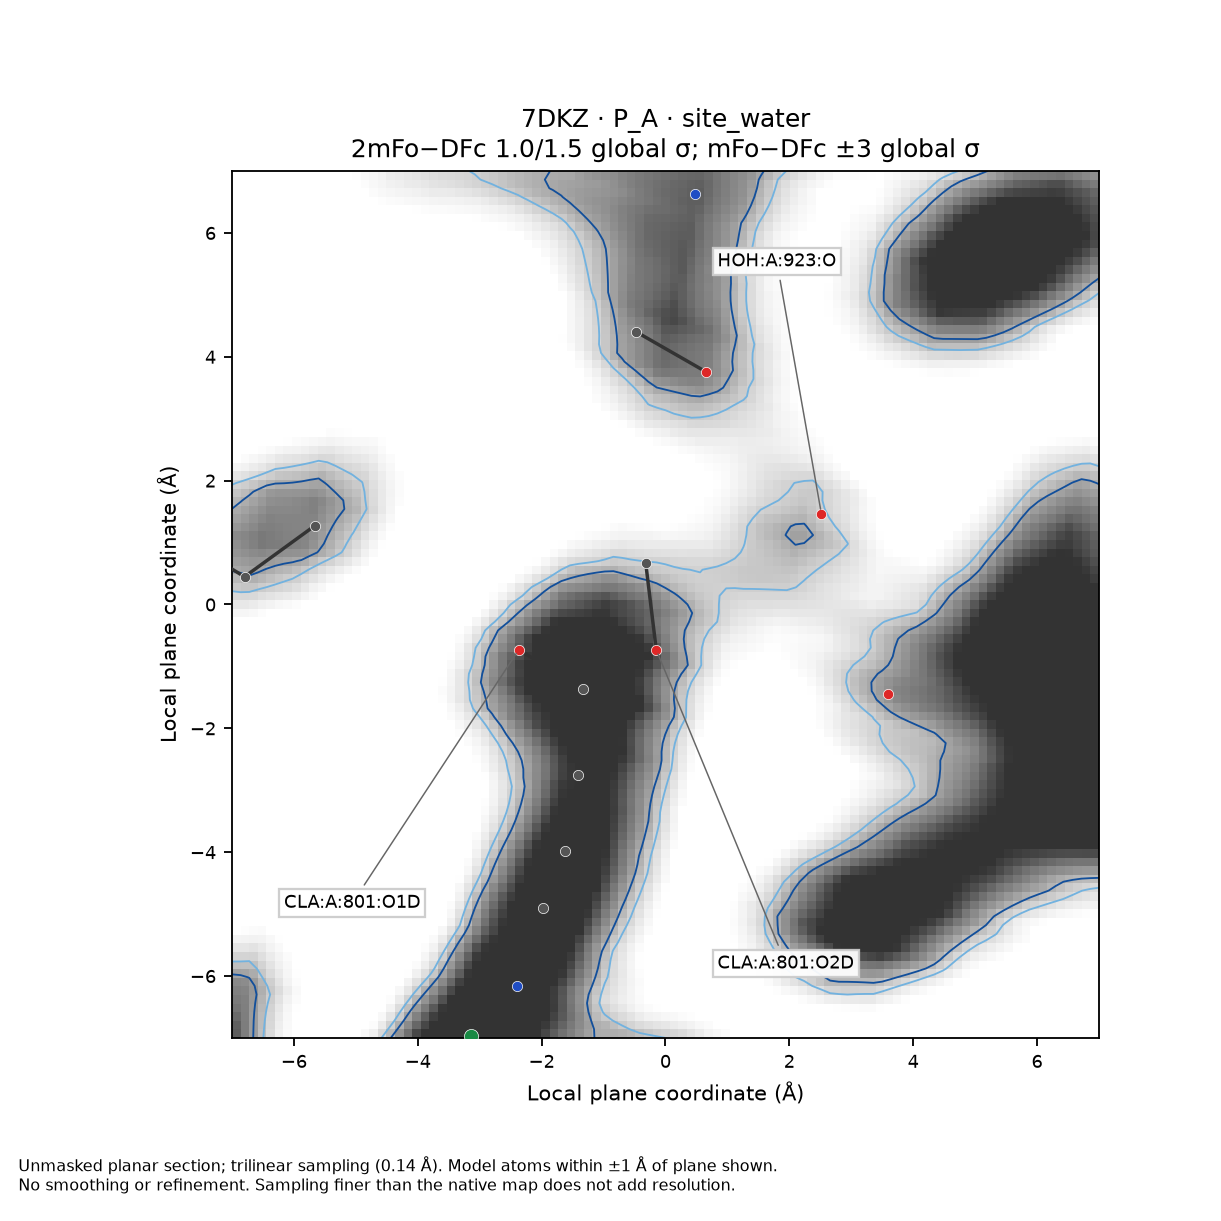 7DKZ · P_A · site_water
2mFo−DFc 1.0/1.5 global σ; mFo−DFc ±3 global σ
HOH:A:923:O
CLA:A:801:O1D
CLA:A:801:O2D
Local plane coordinate (Å)
6
4
2
0
−2
−4
−6
−6
−4
−2
0
2
4
6
Local plane coordinate (Å)
Unmasked planar section; trilinear sampling (0.14 Å). Model atoms within ±1 Å of plane shown.
No smoothing or refinement. Sampling finer than the native map does not add resolution.